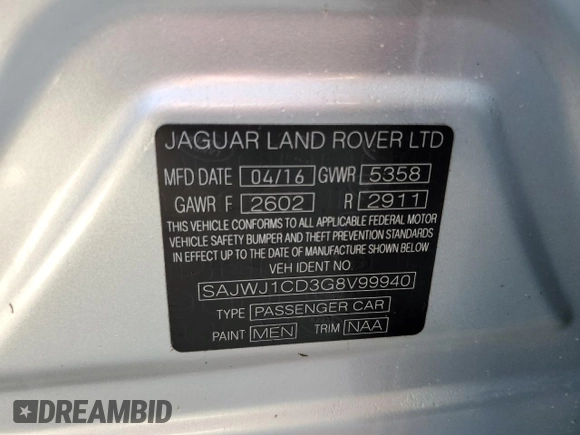 JAGUAR LAND ROVER LTD
MFD DATE 04/16 GVWR 5358
GAWR F 2602 R 2911
THIS VEHICLE CONFORMS TO ALL APPLICABLE FEDERAL MOTOR
VEHICLE SAFETY BUMPER AND THEFT PREVENTION STANDARDS
IN EFFECT UP TO THE DATE OF MANUFACTURE SHOWN BELOW
VEH IDENT NO.
SAJWJ1CD3G8V99940
TYPE PASSENGER CAR
PAINT MEN TRIM NAA
DREAMBID